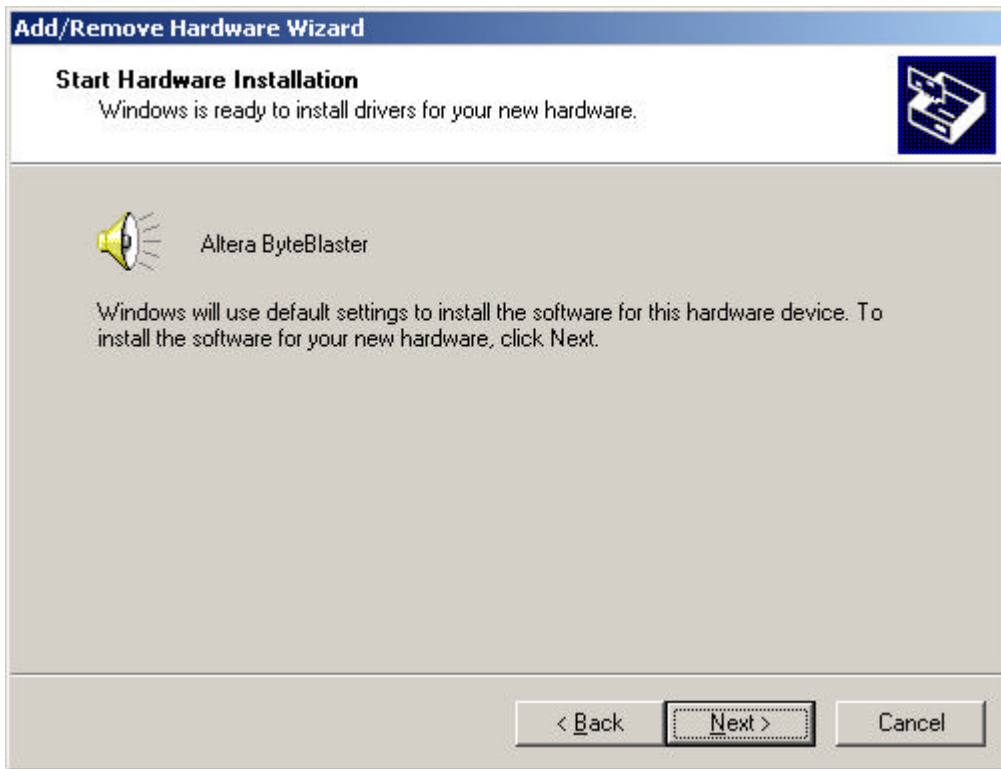 Add/Remove Hardware Wizard
Start Hardware Installation
Windows is ready to install drivers for your new hardware.
Altera ByteBlaster
Windows will use default settings to install the software for this hardware device. To
install the software for your new hardware, click Next.
< Back
Next >
Cancel